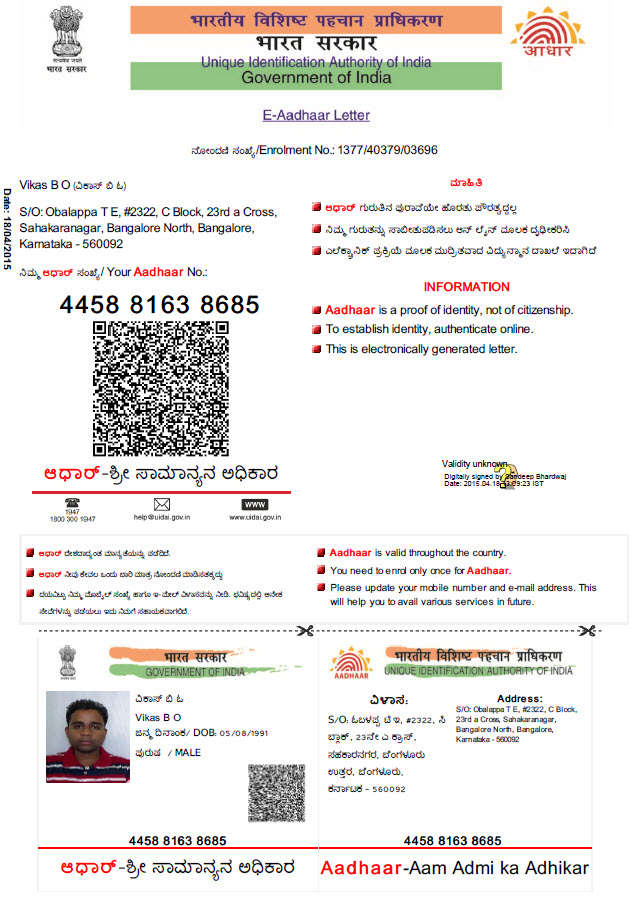 भारतीय विशिष्ट पहचान प्राधिकरण
भारत सरकार
Unique Identification Authority of India
Government of India
सत्यमेव जयते
भारत सरकार
आधार
E-Aadhaar Letter
ನೋಂದಣಿ ಸಂಖ್ಯೆ/Enrolment No.: 1377/40379/03696
Date: 18/04/2015
Vikas B O (ವಿಕಾಸ್ ಬಿ ಓ)
S/O: Obalappa T E, #2322, C Block, 23rd a Cross,
Sahakaranagar, Bangalore North, Bangalore,
Karnataka - 560092
ನಿಮ್ಮ ಆಧಾರ್ ಸಂಖ್ಯೆ/ Your Aadhaar No.:
4458 8163 8685
ಆಧಾರ್-ಶ್ರೀ ಸಾಮಾನ್ಯನ ಅಧಿಕಾರ
1947
1800 300 1947
help@uidai.gov.in
www
www.uidai.gov.in
ಮಾಹಿತಿ
ಆಧಾರ್ ಗುರುತಿನ ಪುರಾವೆಯೇ ಹೊರತು ಪೌರತ್ವದ್ದಲ್ಲ
ನಿಮ್ಮ ಗುರುತನ್ನು ಸಾಬೀತುಪಡಿಸಲು ಆನ್ ಲೈನ್ ಮೂಲಕ ದೃಢೀಕರಿಸಿ
ಎಲೆಕ್ಟ್ರಾನಿಕ್ ಪ್ರಕ್ರಿಯೆ ಮೂಲಕ ಮುದ್ರಿತವಾದ ವಿದ್ಯುನ್ಮಾನ ದಾಖಲೆ ಇದಾಗಿದೆ
INFORMATION
Aadhaar is a proof of identity, not of citizenship.
To establish identity, authenticate online.
This is electronically generated letter.
Validity unknown
Digitally signed by Sandeep Bhardwaj
Date: 2015.04.18 :09:23 IST
ಆಧಾರ್ ದೇಶದಾದ್ಯಂತ ಮಾನ್ಯತೆಯನ್ನು ಪಡೆದಿದೆ.
ಆಧಾರ್ ನೀವು ಕೇವಲ ಒಂದು ಬಾರಿ ಮಾತ್ರ ನೋಂದಣಿ ಮಾಡಿಸತಕ್ಕದ್ದು
ದಯವಿಟ್ಟು ನಿಮ್ಮ ಮೊಬೈಲ್ ಸಂಖ್ಯೆ ಹಾಗೂ ಇ-ಮೇಲ್ ವಿಳಾಸವನ್ನು ನೀಡಿ. ಭವಿಷ್ಯದಲ್ಲಿ ಅನೇಕ
ಸೇವೆಗಳನ್ನು ಪಡೆಯಲು ಇದು ನಿಮಗೆ ಸಹಾಯಕವಾಗಲಿದೆ.
Aadhaar is valid throughout the country.
You need to enrol only once for Aadhaar.
Please update your mobile number and e-mail address. This
will help you to avail various services in future.
भारत सरकार
GOVERNMENT OF INDIA
ವಿಕಾಸ್ ಬಿ ಓ
Vikas B O
ಜನ್ಮ ದಿನಾಂಕ/ DOB: 05/08/1991
ಪುರುಷ / MALE
4458 8163 8685
ಆಧಾರ್-ಶ್ರೀ ಸಾಮಾನ್ಯನ ಅಧಿಕಾರ
AADHAAR
भारतीय विशिष्ट पहचान प्राधिकरण
UNIQUE IDENTIFICATION AUTHORITY OF INDIA
ವಿಳಾಸ:
S/O: ಓಬಳಪ್ಪ ಟಿ ಇ, #2322, ಸಿ
ಬ್ಲಾಕ್, 23ನೇ ಎ ಕ್ರಾಸ್,
ಸಹಕಾರನಗರ, ಬೆಂಗಳೂರು
ಉತ್ತರ, ಬೆಂಗಳೂರು,
ಕರ್ನಾಟಕ - 560092
Address:
S/O: Obalappa T E, #2322, C Block,
23rd a Cross, Sahakaranagar,
Bangalore North, Bangalore,
Karnataka - 560092
4458 8163 8685
Aadhaar-Aam Admi ka Adhikar